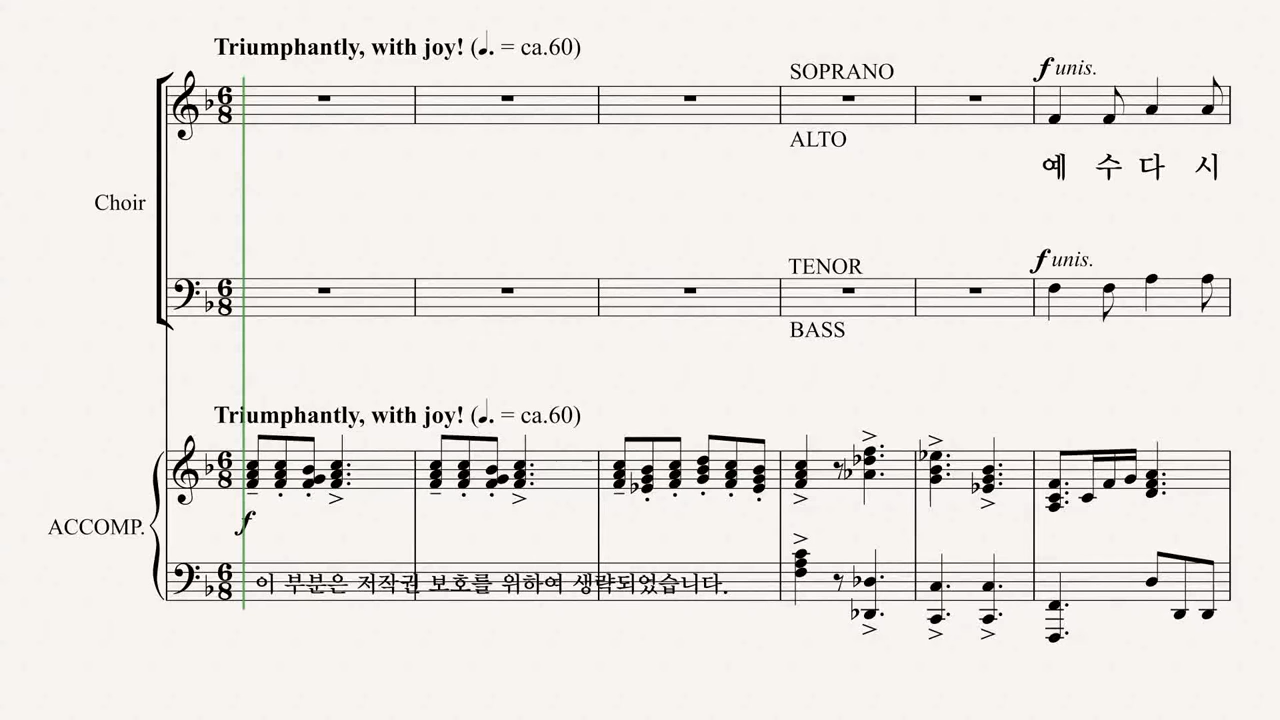 Triumphantly, with joy! (♩. = ca.60)
SOPRANO
f unis.
ALTO
예 수 다 시
Choir
TENOR
f unis.
BASS
Triumphantly, with joy! (♩. = ca.60)
f
ACCOMP.
이 부분은 저작권 보호를 위하여 생략되었습니다.